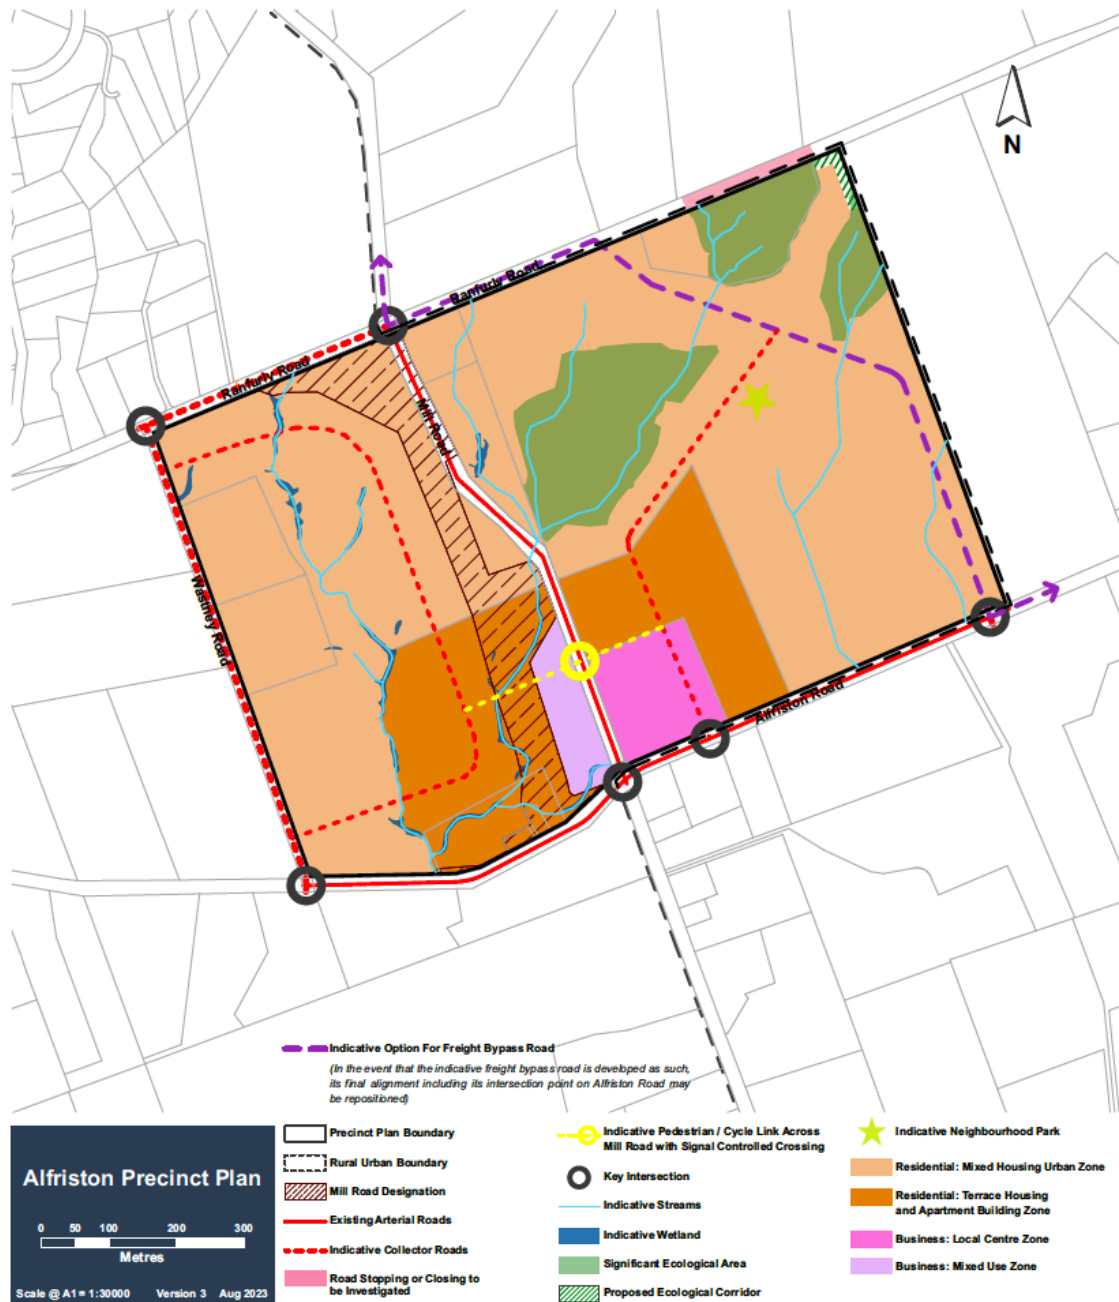 N
Ranfurly Road
Ranfurly Road
Mill Road
Wastney Road
Alfriston Road
Indicative Option For Freight Bypass Road
(In the event that the indicative freight bypass road is developed as such,
its final alignment including its intersection point on Alfriston Road may
be repositioned)
Alfriston Precinct Plan
0 50 100 200 300
Metres
Scale @ A1 = 1:30000 Version 3 Aug 2023
Precinct Plan Boundary
Rural Urban Boundary
Mill Road Designation
Existing Arterial Roads
Indicative Collector Roads
Road Stopping or Closing to
be Investigated
Indicative Pedestrian / Cycle Link Across
Mill Road with Signal Controlled Crossing
Key Intersection
Indicative Streams
Indicative Wetland
Significant Ecological Area
Proposed Ecological Corridor
Indicative Neighbourhood Park
Residential: Mixed Housing Urban Zone
Residential: Terrace Housing
and Apartment Building Zone
Business: Local Centre Zone
Business: Mixed Use Zone